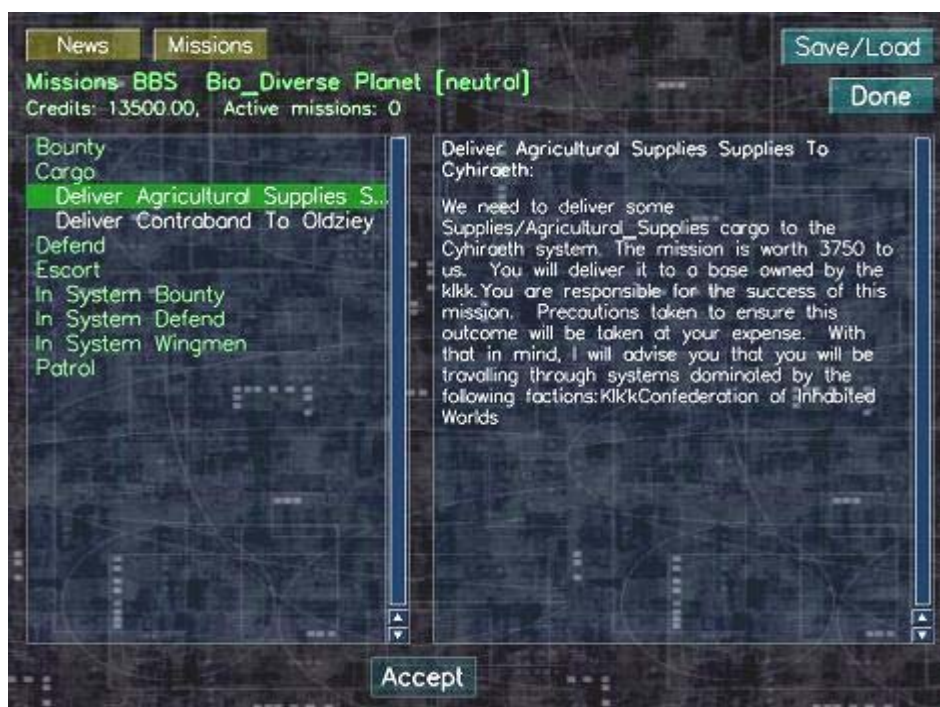 News Missions Save/Load
Missions BBS Bio_Diverse Planet [neutral]
Credits: 13500.00, Active missions: 0
Done
Bounty
Cargo
Deliver Agricultural Supplies S...
Deliver Contraband To Oldziey
Defend
Escort
In System Bounty
In System Defend
In System Wingmen
Patrol
Deliver Agricultural Supplies Supplies To
Cyhiraeth:
We need to deliver some
Supplies/Agricultural_Supplies cargo to the
Cyhiraeth system. The mission is worth 3750 to
us. You will deliver it to a base owned by the
klkk.You are responsible for the success of this
mission. Precautions taken to ensure this
outcome will be taken at your expense. With
that in mind, I will advise you that you will be
travalling through systems dominated by the
following factions:Klk'kConfederation of Inhabited
Worlds
Accept